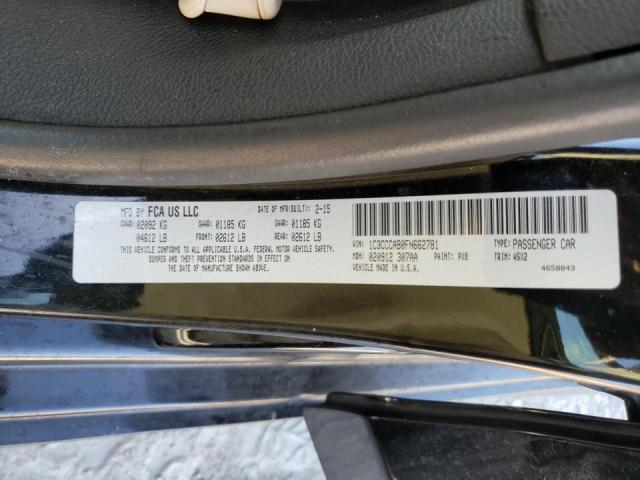 MFD BY FCA US LLC
DATE OF MFR(BUILT): 2-15
GVWR: 02092 KG GAWR: 01185 KG GAWR: 01185 KG
04612 LB FRONT: 02612 LB REAR: 02612 LB
THIS VEHICLE CONFORMS TO ALL APPLICABLE U.S.A. FEDERAL MOTOR VEHICLE SAFETY,
BUMPER AND THEFT PREVENTION STANDARDS IN EFFECT ON
THE DATE OF MANUFACTURE SHOWN ABOVE.
VIN: 1C3CCCAB0FN662781 TYPE: PASSENGER CAR
MDH: 020912 307AA PAINT: PX8 TRIM: A5X2
VEHICLE MADE IN U.S.A. 4658843